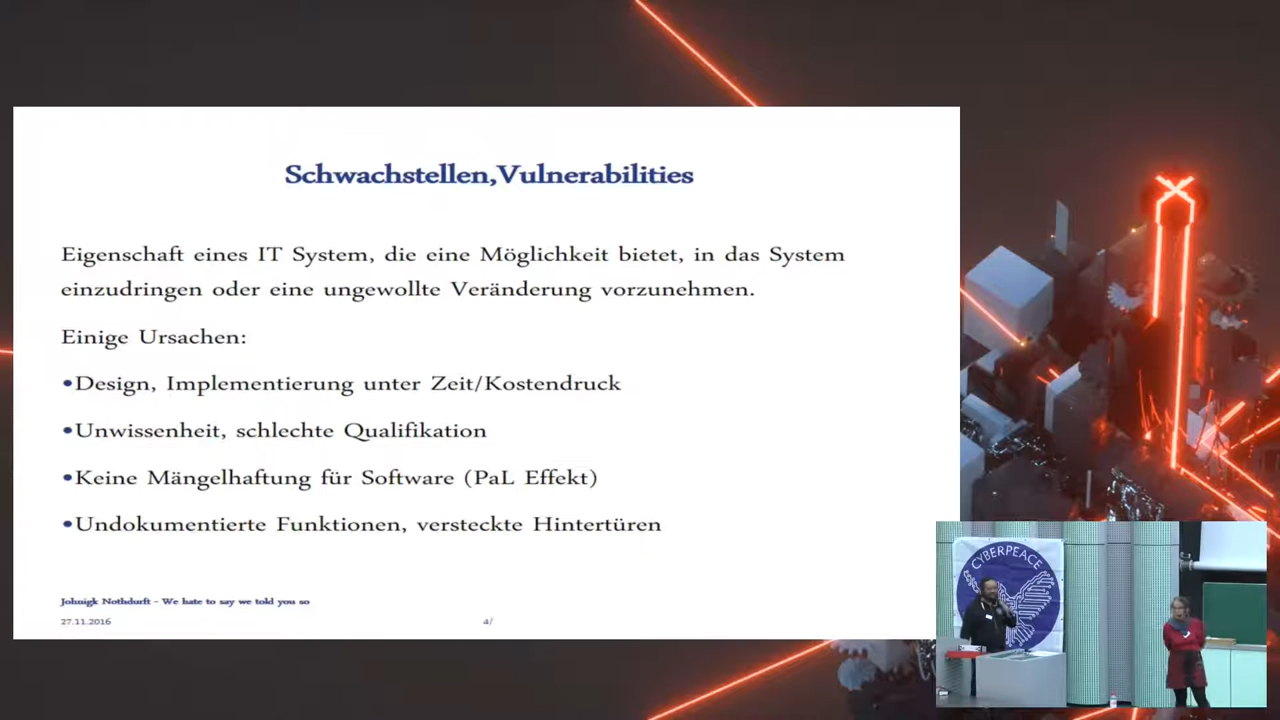 Schwachstellen,Vulnerabilities
Eigenschaft eines IT System, die eine Möglichkeit bietet, in das System
einzudringen oder eine ungewollte Veränderung vorzunehmen.
Einige Ursachen:
•Design, Implementierung unter Zeit/Kostendruck
•Unwissenheit, schlechte Qualifikation
•Keine Mängelhaftung für Software (PaL Effekt)
•Undokumentierte Funktionen, versteckte Hintertüren
Johnigk Nothdurft - We hate to say we told you so
27.11.2016
4/
CYBERPEACE